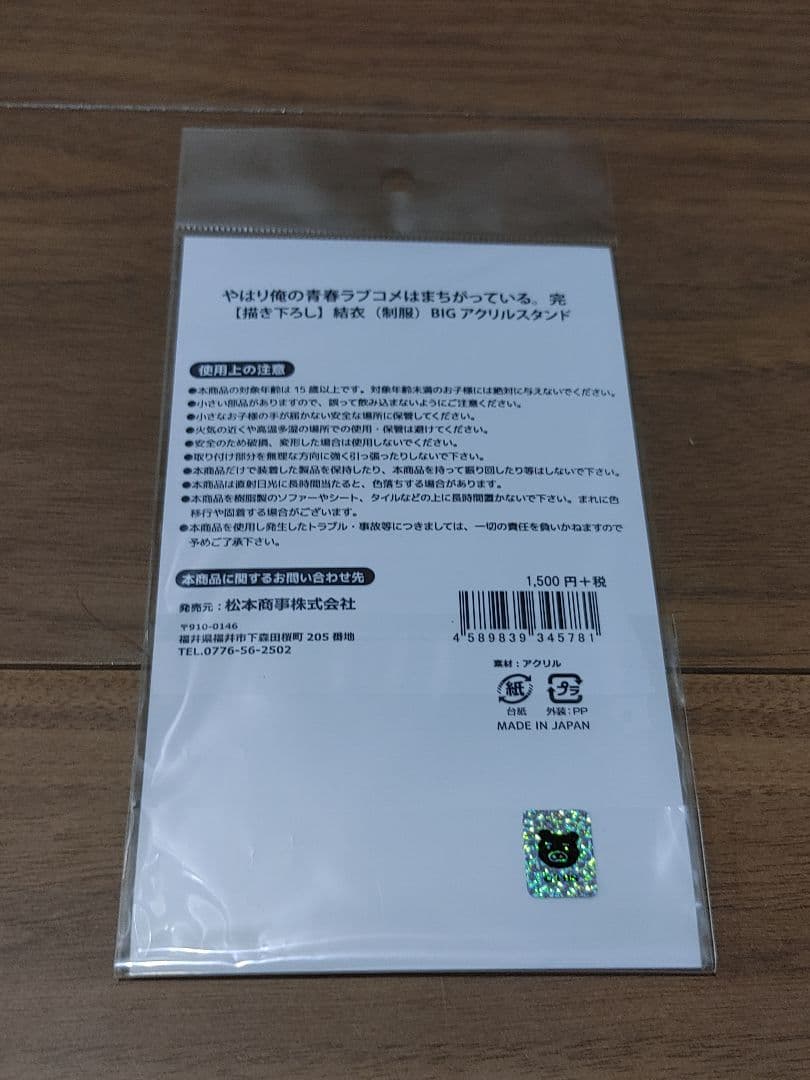 やはり俺の青春ラブコメはまちがっている。完
【描き下ろし】結衣（制服）BIGアクリルスタンド
使用上の注意
●本商品の対象年齢は15歳以上です。対象年齢未満のお子様には絶対に与えないでください。
●小さい部品がありますので、誤って飲み込まないようにご注意ください。
●小さなお子様の手が届かない安全な場所に保管してください。
●火気の近くや高温多湿の場所での使用・保管は避けてください。
●安全のため破損、変形した場合は使用しないでください。
●取り付け部分を無理な方向に強く引っ張ったりしないで下さい。
●本商品だけで装着した製品を保持したり、本商品を持って振り回したり等はしないで下さい。
●本商品は直射日光に長時間当たると、色落ちする場合があります。
●本商品を樹脂製のソファーやシート、タイルなどの上に長時間置かないで下さい。まれに色
移行や固着する場合がございます。
●本商品を使用し発生したトラブル・事故等につきましては、一切の責任を負いかねますので
予めご了承下さい。
本商品に関するお問い合わせ先
発売元：松本商事株式会社
〒910-0146
福井県福井市下森田桜町205番地
TEL.0776-56-2502
1,500円+税
4 589839 345781
素材：アクリル
紙 プラ
台紙 外装：PP
MADE IN JAPAN